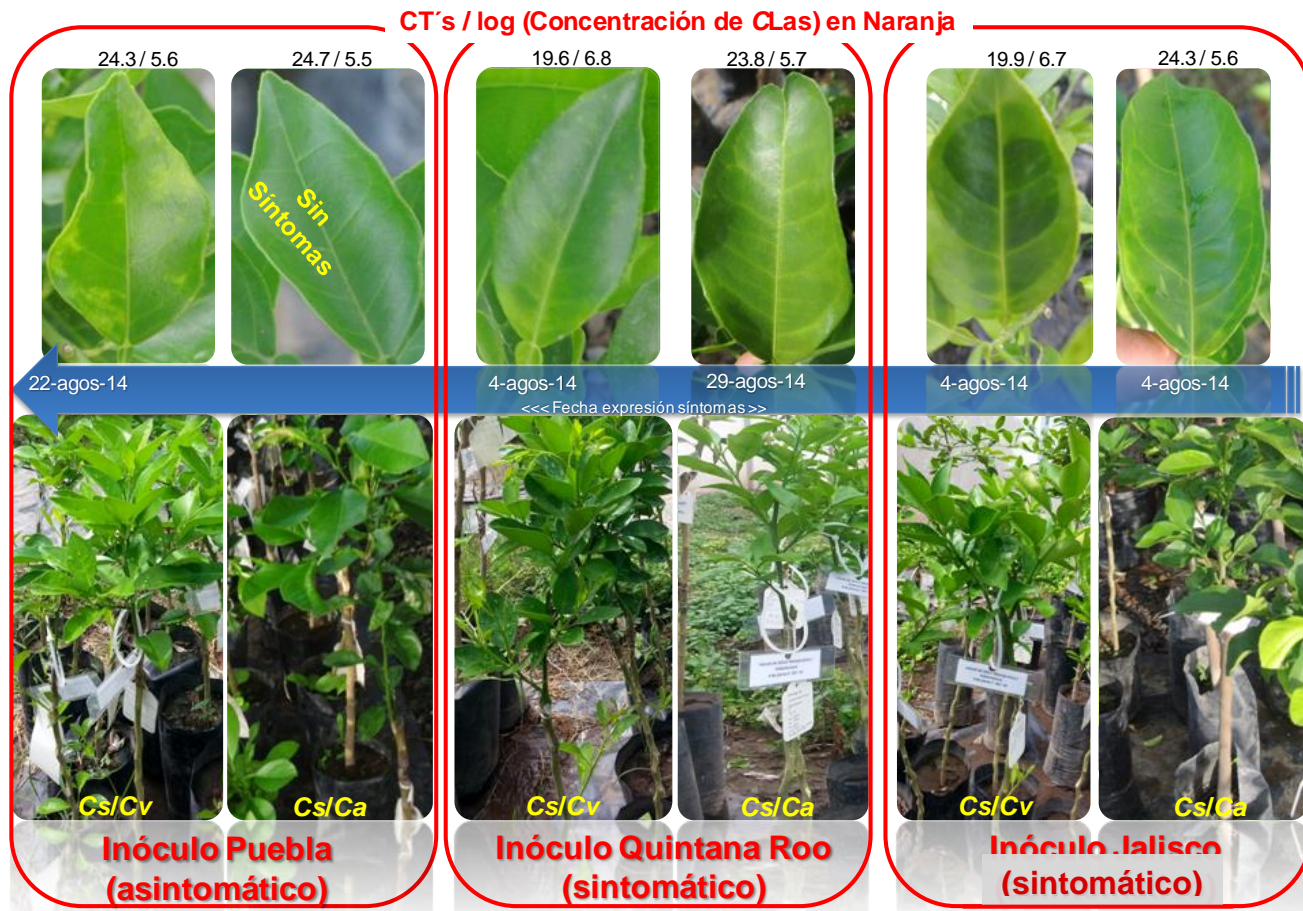 CT´s / log (Concentración de CLas) en Naranja
24.3 / 5.6
24.7 / 5.5
19.6 / 6.8
23.8 / 5.7
19.9 / 6.7
24.3 / 5.6
Sin
Síntomas
22-agos-14
4-agos-14
29-agos-14
4-agos-14
4-agos-14
<<< Fecha expresión síntomas >>
Cs/Cv
Cs/Ca
Cs/Cv
Cs/Ca
Cs/Cv
Cs/Ca
Inóculo Puebla
(asintomático)
Inóculo Quintana Roo
(sintomático)
Inóculo Jalisco
(sintomático)